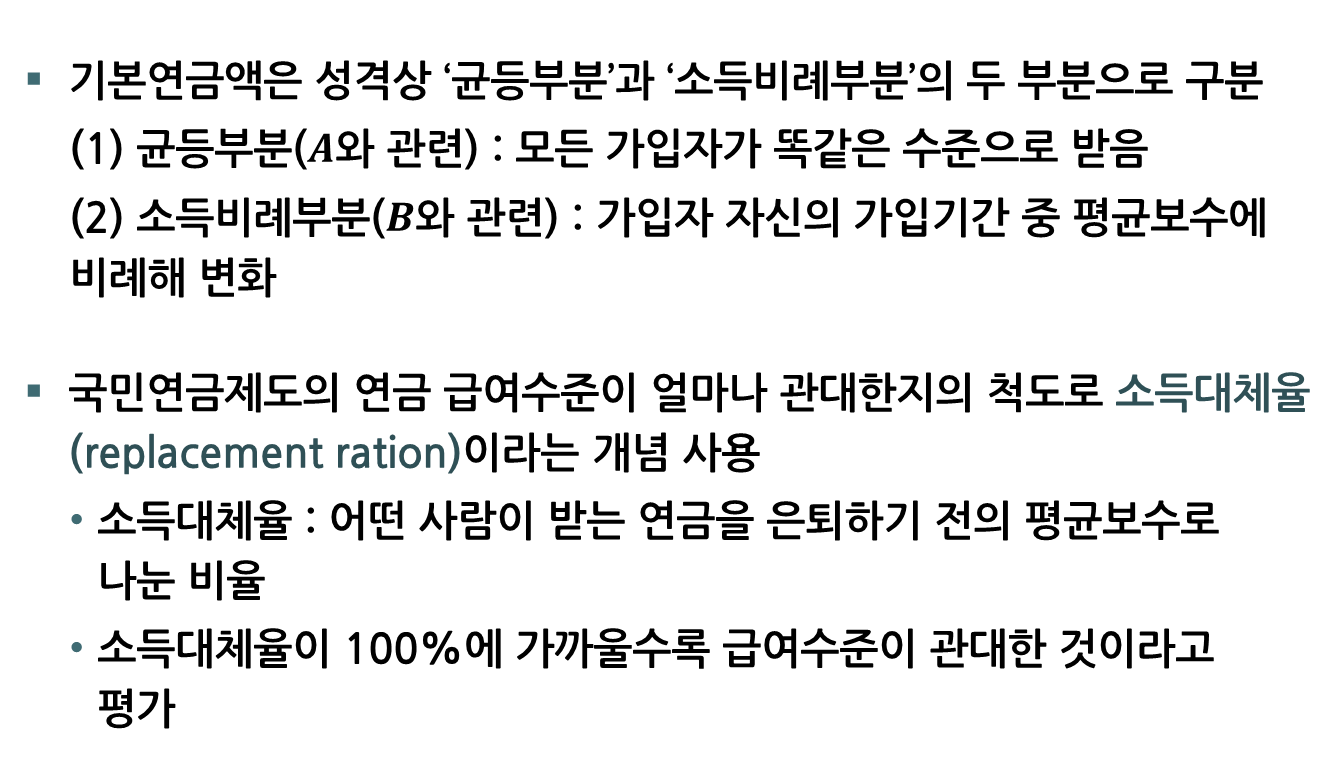 ▪ 기본연금액은 성격상 ‘균등부분’과 ‘소득비례부분’의 두 부분으로 구분
(1) 균등부분(A와 관련) : 모든 가입자가 똑같은 수준으로 받음
(2) 소득비례부분(B와 관련) : 가입자 자신의 가입기간 중 평균보수에
비례해 변화
▪ 국민연금제도의 연금 급여수준이 얼마나 관대한지의 척도로 소득대체율
(replacement ration)이라는 개념 사용
• 소득대체율 : 어떤 사람이 받는 연금을 은퇴하기 전의 평균보수로
나눈 비율
• 소득대체율이 100%에 가까울수록 급여수준이 관대한 것이라고
평가